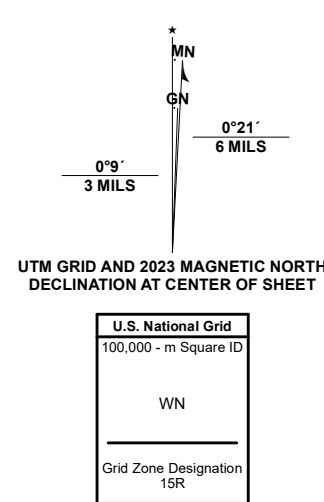 ★
MN
GN
0°21´
6 MILS
0°9´
3 MILS
UTM GRID AND 2023 MAGNETIC NORTH
DECLINATION AT CENTER OF SHEET
U.S. National Grid
100,000 - m Square ID
WN
Grid Zone Designation
15R